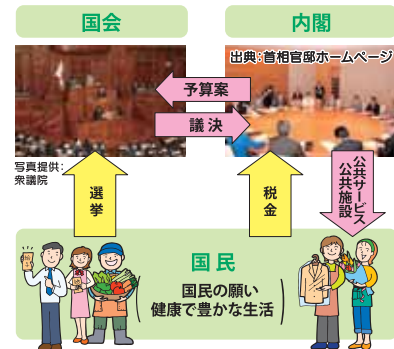 国会
内閣
出典:首相官邸ホームページ
予算案
議決
写真提供:
衆議院
選挙
税金
公共サービス
公共施設
国民
国民の願い
健康で豊かな生活